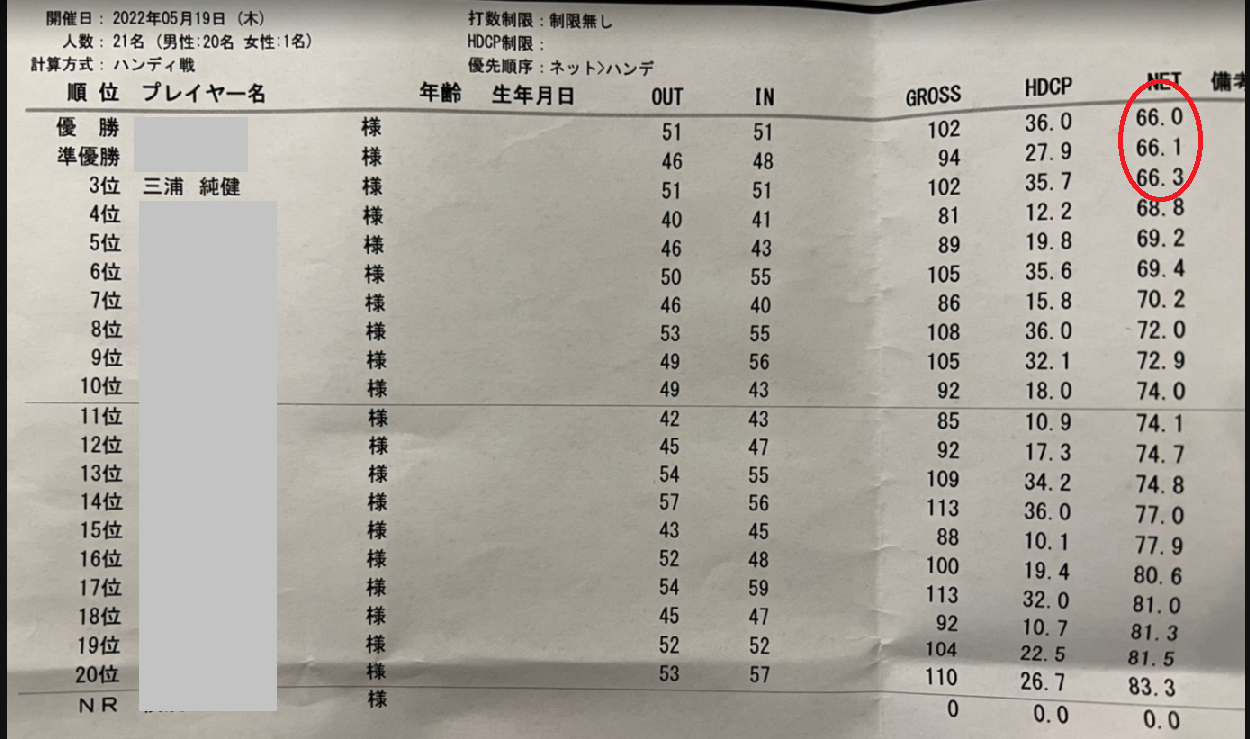 開催日： 2022年05月19日 (木) 打数制限：制限無し
人数： 21名 (男性:20名 女性:1名) HDCP制限：
計算方式： ハンディ戦 優先順序：ネット>ハンデ
順 位 プレイヤー名 年齢 生年月日 OUT IN GROSS HDCP NET 備考
優 勝 様 51 51 102 36.0 66.0
準優勝 様 46 48 94 27.9 66.1
3位 三浦 純健 様 51 51 102 35.7 66.3
4位 様 40 41 81 12.2 68.8
5位 様 46 43 89 19.8 69.2
6位 様 50 55 105 35.6 69.4
7位 様 46 40 86 15.8 70.2
8位 様 53 55 108 36.0 72.0
9位 様 49 56 105 32.1 72.9
10位 様 49 43 92 18.0 74.0
11位 様 42 43 85 10.9 74.1
12位 様 45 47 92 17.3 74.7
13位 様 54 55 109 34.2 74.8
14位 様 57 56 113 36.0 77.0
15位 様 43 45 88 10.1 77.9
16位 様 52 48 100 19.4 80.6
17位 様 54 59 113 32.0 81.0
18位 様 45 47 92 10.7 81.3
19位 様 52 52 104 22.5 81.5
20位 様 53 57 110 26.7 83.3
NR 様 0 0.0 0.0